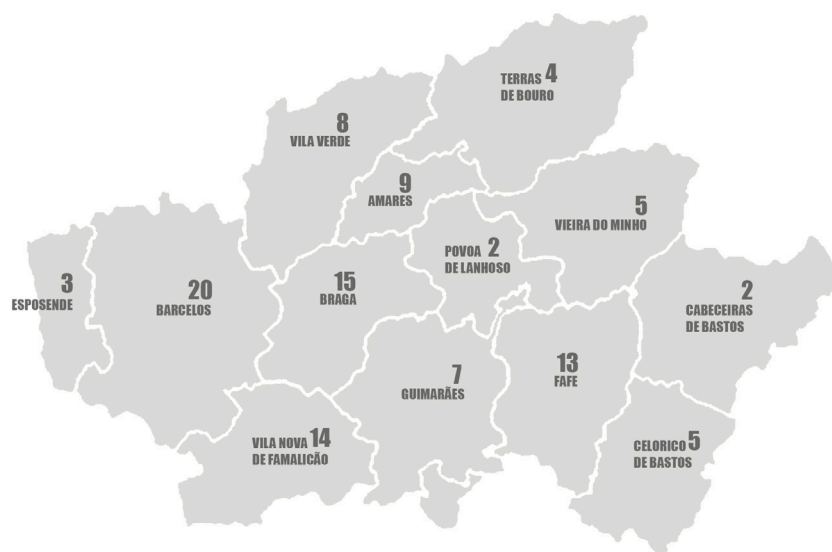 TERRAS 4
DE BOURO
8
VILA VERDE
9
AMARES
5
VIEIRA DO MINHO
POVOA 2
DE LANHOSO
3
ESPOSENDE
20
BARCELOS
15
BRAGA
2
CABECEIRAS
DE BASTOS
7
GUIMARÃES
13
FAFE
VILA NOVA 14
DE FAMALICÃO
CELORICO 5
DE BASTOS